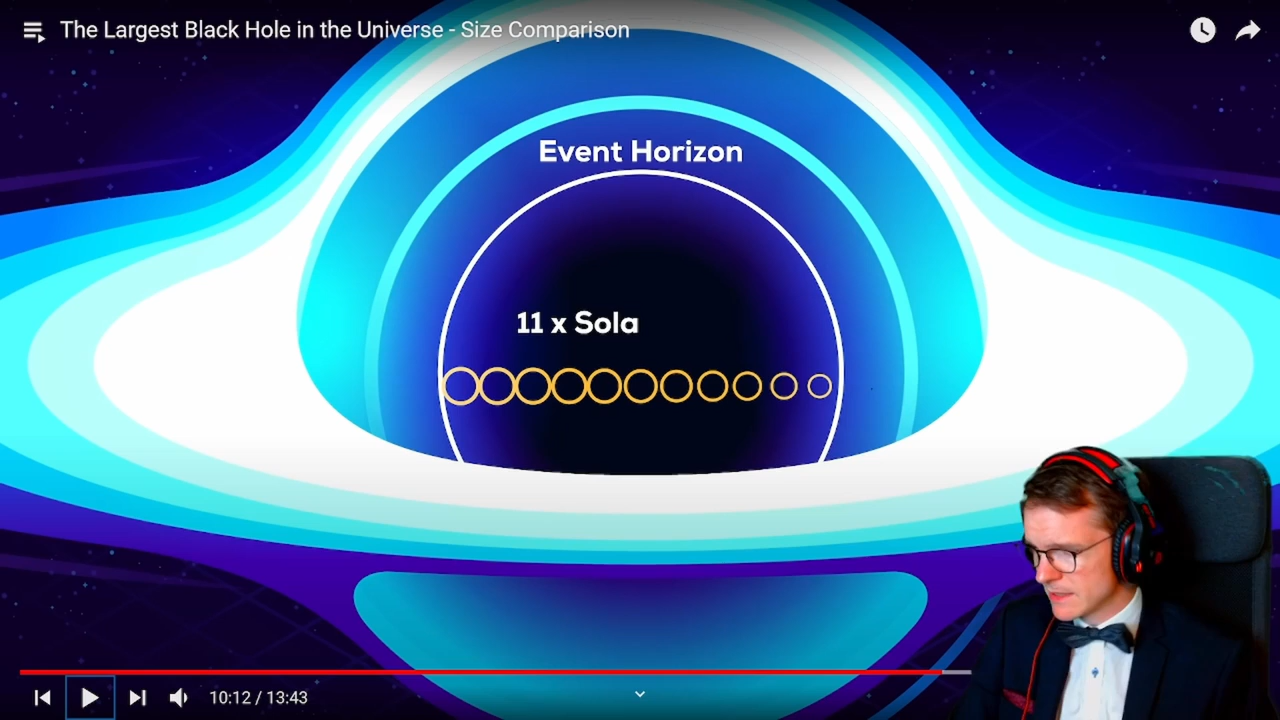 The Largest Black Hole in the Universe - Size Comparison
Event Horizon
11 x Sola
10:12 / 13:43